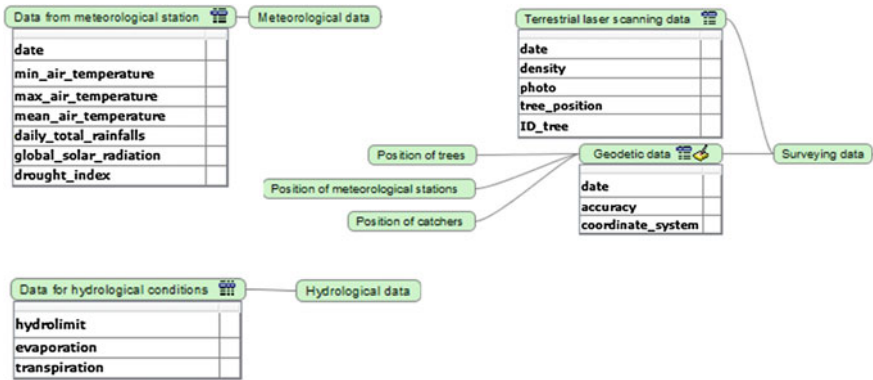 Data from meteorological station
Meteorological data
date
min_air_temperature
max_air_temperature
mean_air_temperature
daily_total_rainfalls
global_solar_radiation
drought_index
Terrestrial laser scanning data
date
density
photo
tree_position
ID_tree
Position of trees
Position of meteorological stations
Position of catchers
Geodetic data
Surveying data
date
accuracy
coordinate_system
Data for hydrological conditions
Hydrological data
hydrolimit
evaporation
transpiration